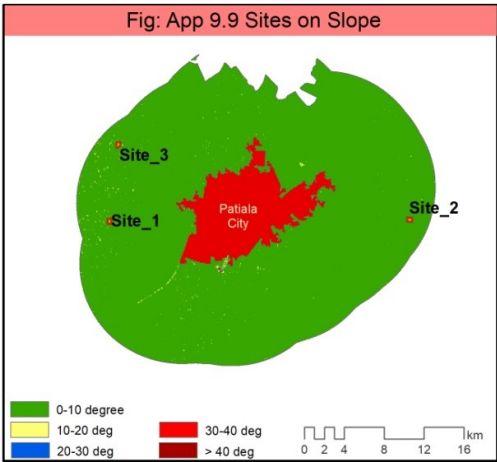 Fig: App 9.9 Sites on Slope
Site_3
Site_1
Patiala
City
Site_2
0-10 degree
10-20 deg
20-30 deg
30-40 deg
> 40 deg
km
0 2 4 8 12 16